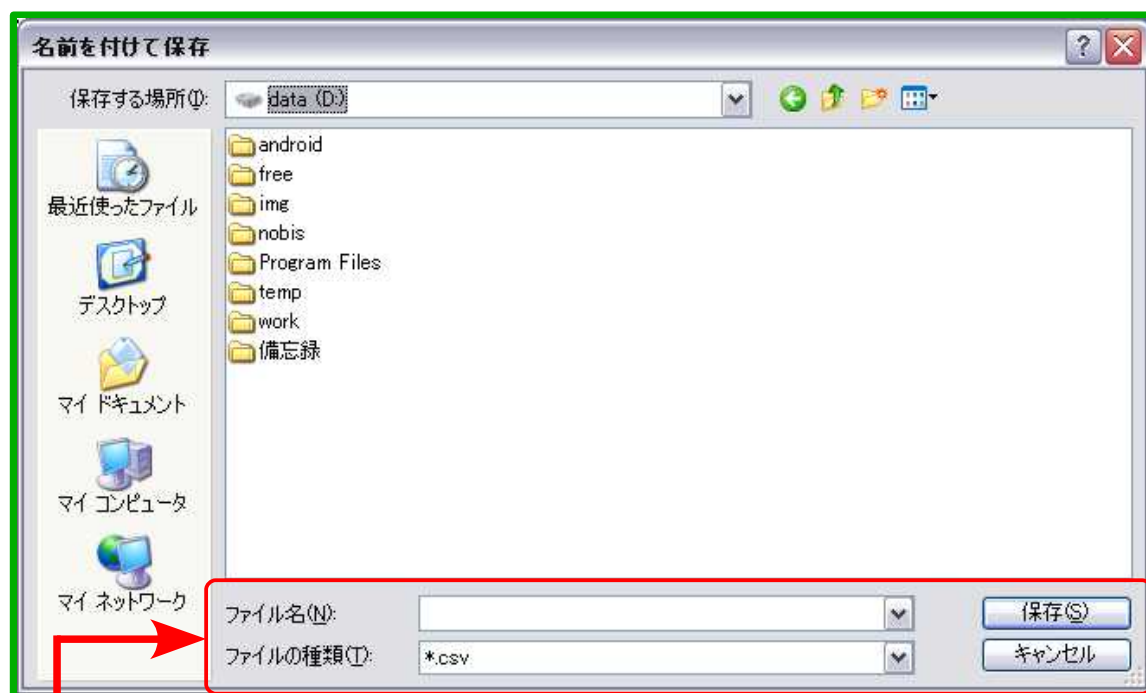 名前を付けて保存
保存する場所(I):
data (D:)
最近使ったファイル
デスクトップ
マイ ドキュメント
マイ コンピュータ
マイ ネットワーク
android
free
img
nobis
Program Files
temp
work
備忘録
ファイル名(N):
保存(S)
ファイルの種類(T):
*.csv
キャンセル